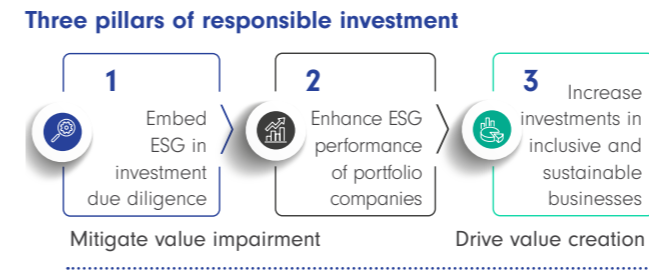 Three pillars of responsible investment
1
Embed
ESG in
investment
due diligence
2
Enhance ESG
performance
of portfolio
companies
3
Increase
investments in
inclusive and
sustainable
businesses
Mitigate value impairment
Drive value creation